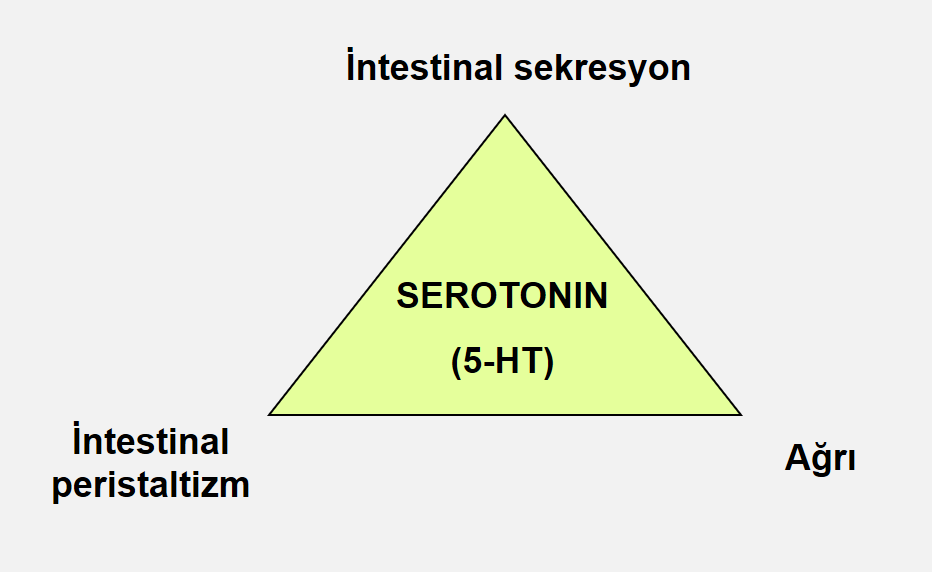 İntestinal sekresyon
SEROTONIN
(5-HT)
İntestinal
peristaltizm
Ağrı